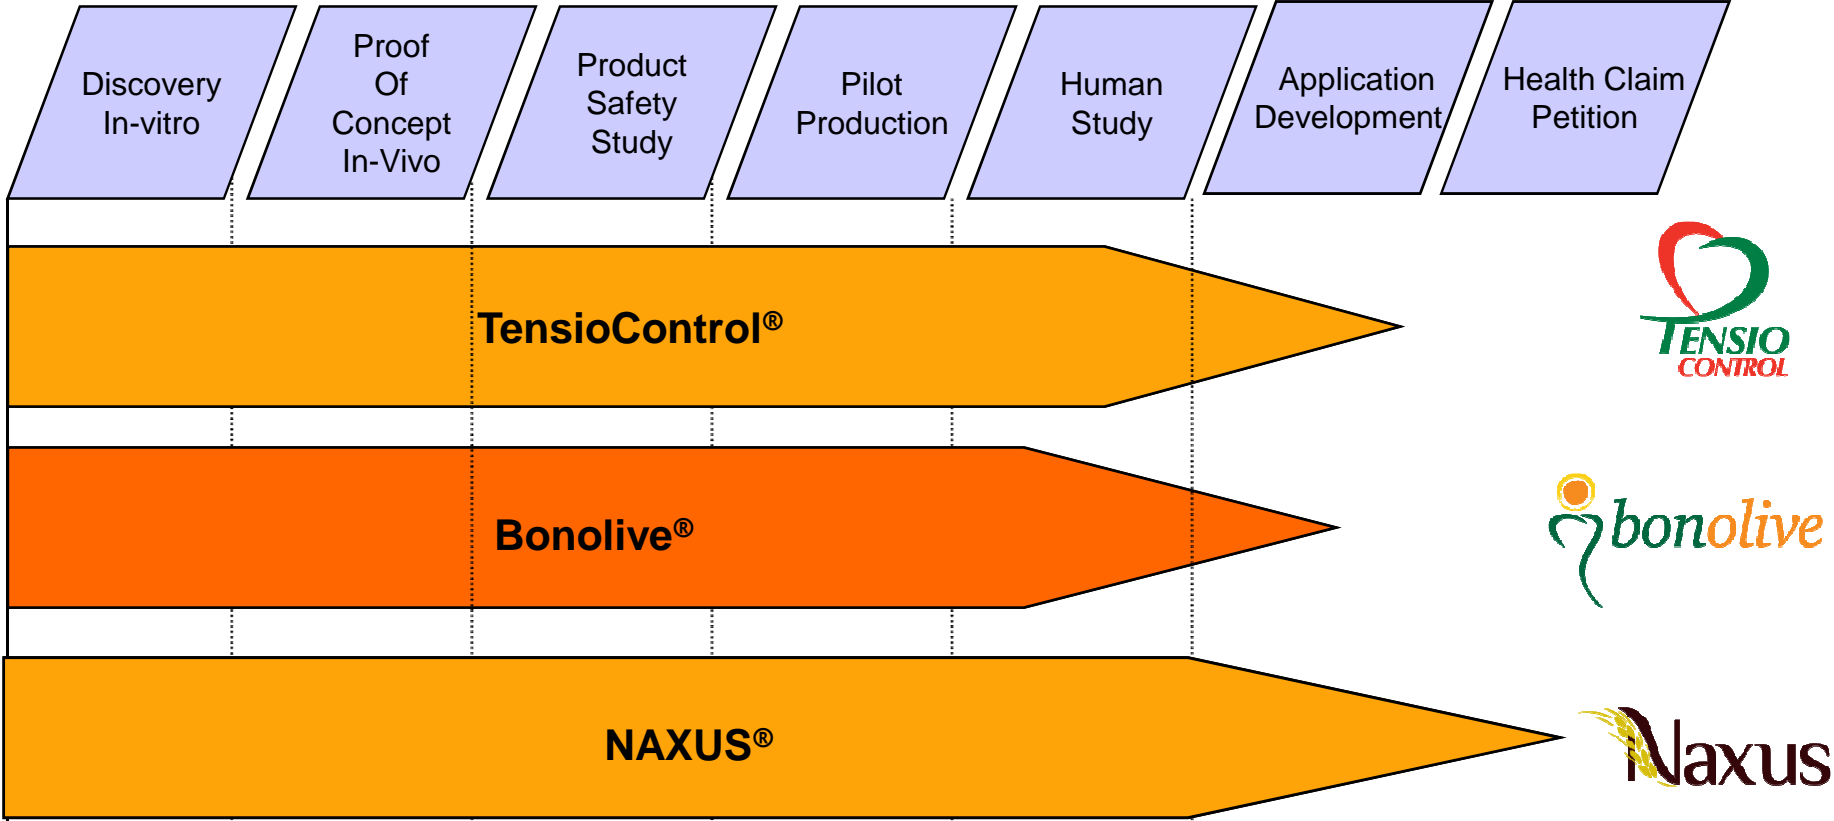 Discovery
In-vitro
Proof
Of
Concept
In-Vivo
Product
Safety
Study
Pilot
Production
Human
Study
Application
Development
Health Claim
Petition
TensioControl®
TENSIO
CONTROL
Bonolive®
bonolive
NAXUS®
Naxus